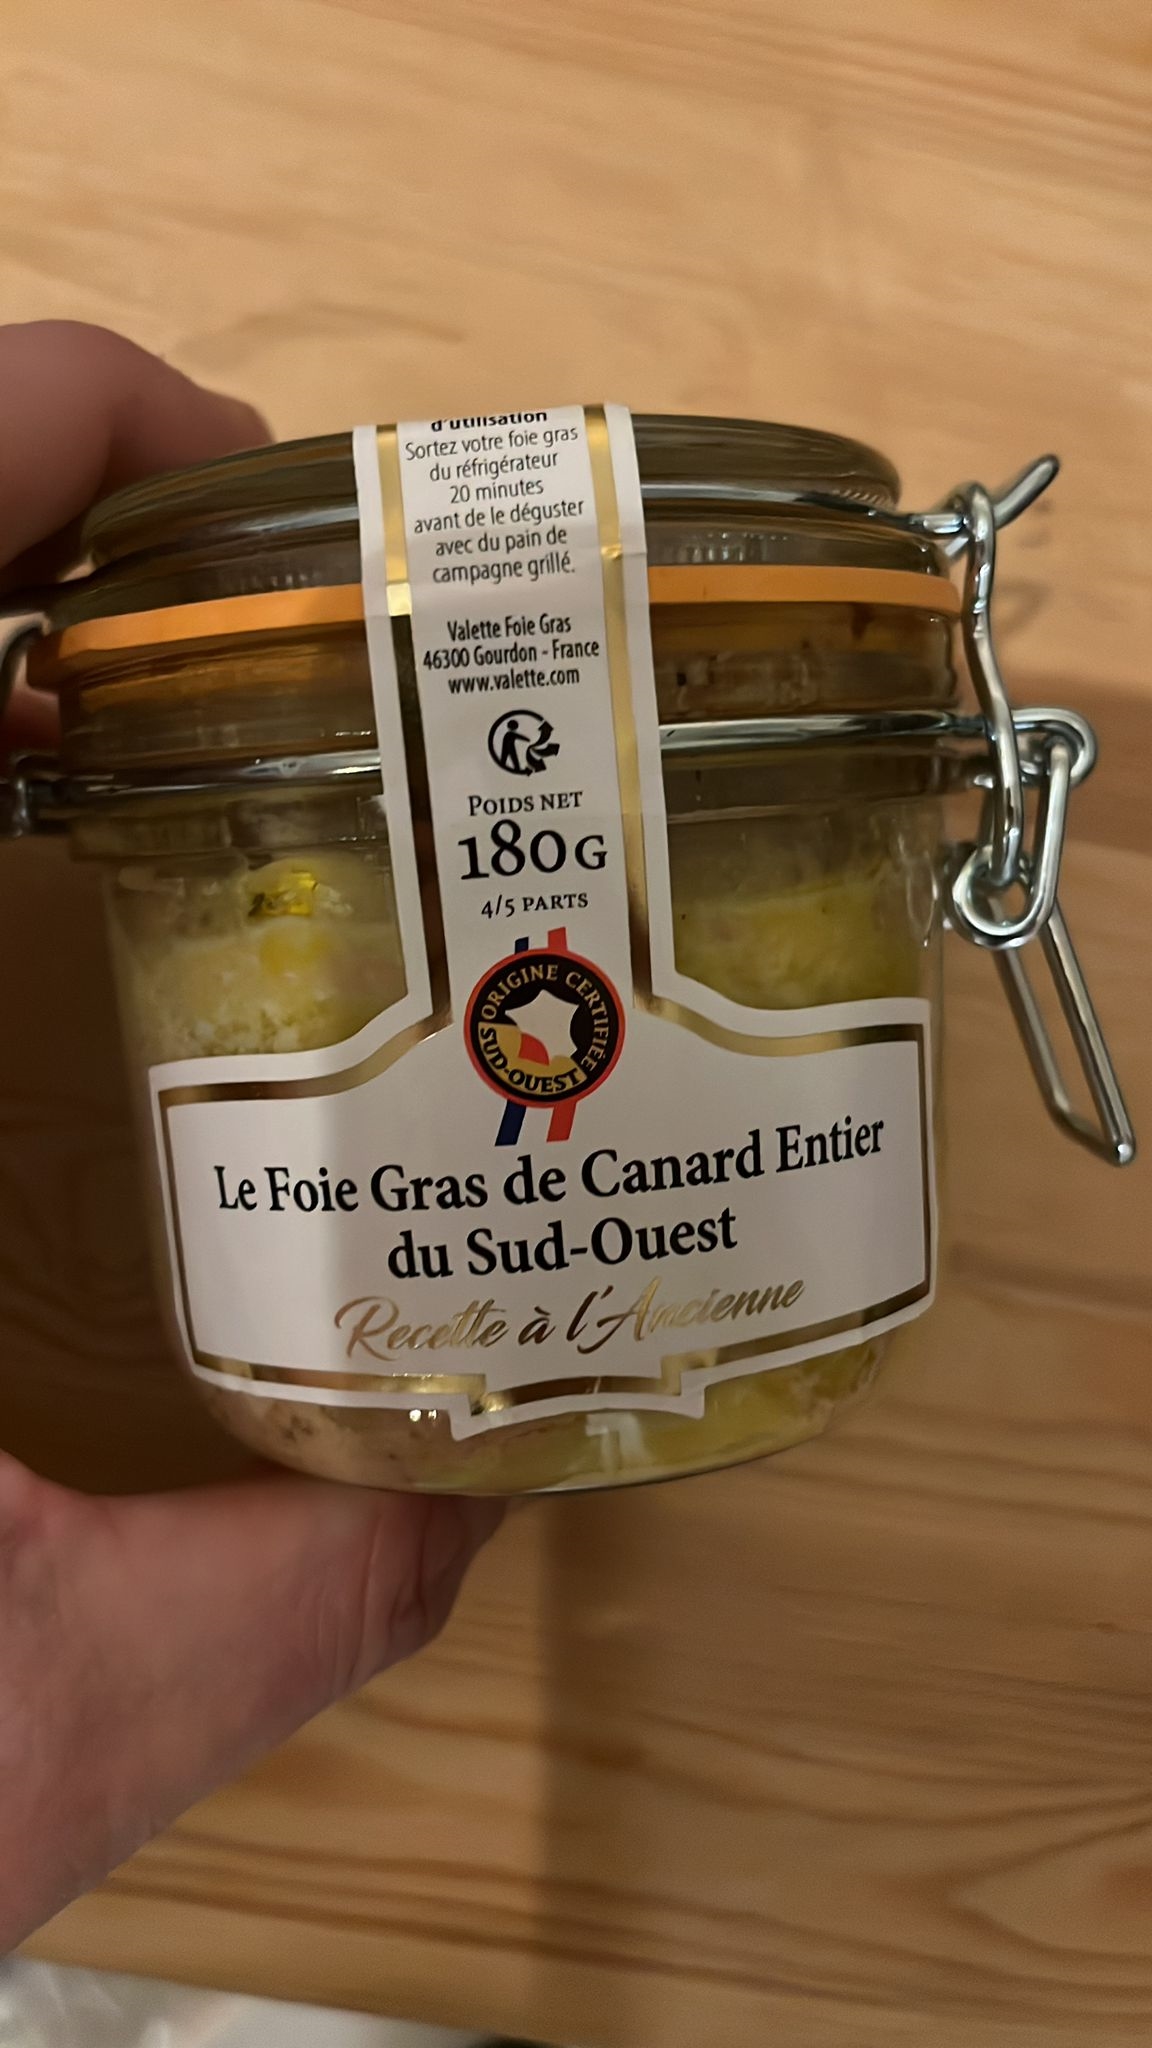 d'utilisation
Sortez votre foie gras
du réfrigérateur
20 minutes
avant de le déguster
avec du pain de
campagne grillé.
Valette Foie Gras
46300 Gourdon - France
www.valette.com
POIDS NET
180G
4/5 PARTS
ORIGINE CERTIFIÉE
SUD-OUEST
Le Foie Gras de Canard Entier
du Sud-Ouest
Recette à l'Ancienne